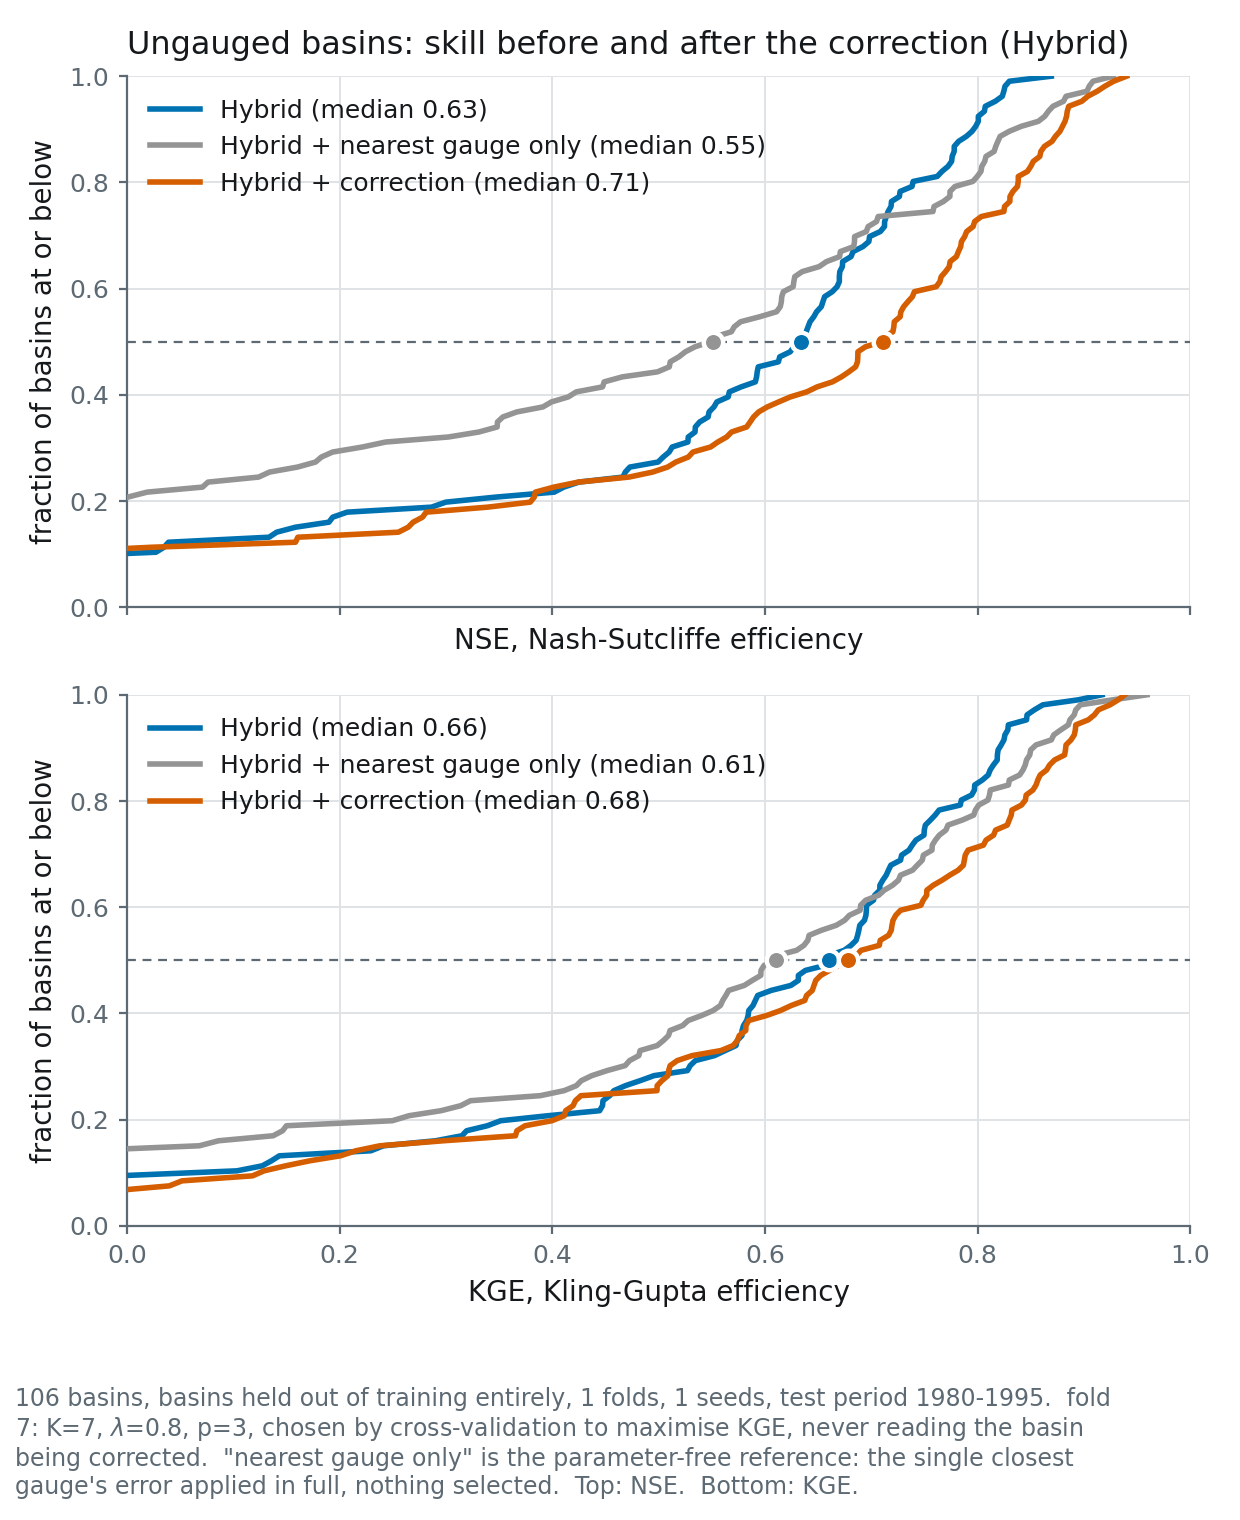 Ungauged basins: skill before and after the correction (Hybrid)
1.0
0.8
0.6
0.4
0.2
0.0
fraction of basins at or below
Hybrid (median 0.63)
Hybrid + nearest gauge only (median 0.55)
Hybrid + correction (median 0.71)
NSE, Nash-Sutcliffe efficiency
1.0
0.8
0.6
0.4
0.2
0.0
fraction of basins at or below
Hybrid (median 0.66)
Hybrid + nearest gauge only (median 0.61)
Hybrid + correction (median 0.68)
0.0 0.2 0.4 0.6 0.8 1.0
KGE, Kling-Gupta efficiency
106 basins, basins held out of training entirely, 1 folds, 1 seeds, test period 1980-1995.  fold
7: K=7, λ=0.8, p=3, chosen by cross-validation to maximise KGE, never reading the basin
being corrected.  "nearest gauge only" is the parameter-free reference: the single closest
gauge's error applied in full, nothing selected.  Top: NSE.  Bottom: KGE.